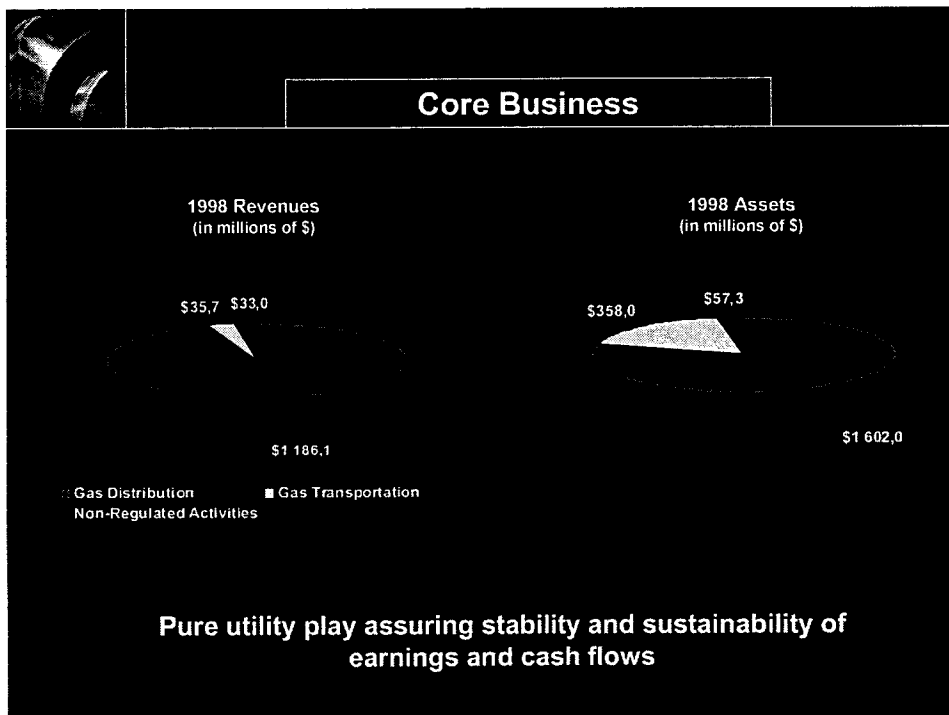 Core Business
1998 Revenues
(in millions of $)
$35,7 $33,0
$1 186,1
1998 Assets
(in millions of $)
$358,0 $57,3
$1 602,0
Gas Distribution
Gas Transportation
Non-Regulated Activities
Pure utility play assuring stability and sustainability of
earnings and cash flows